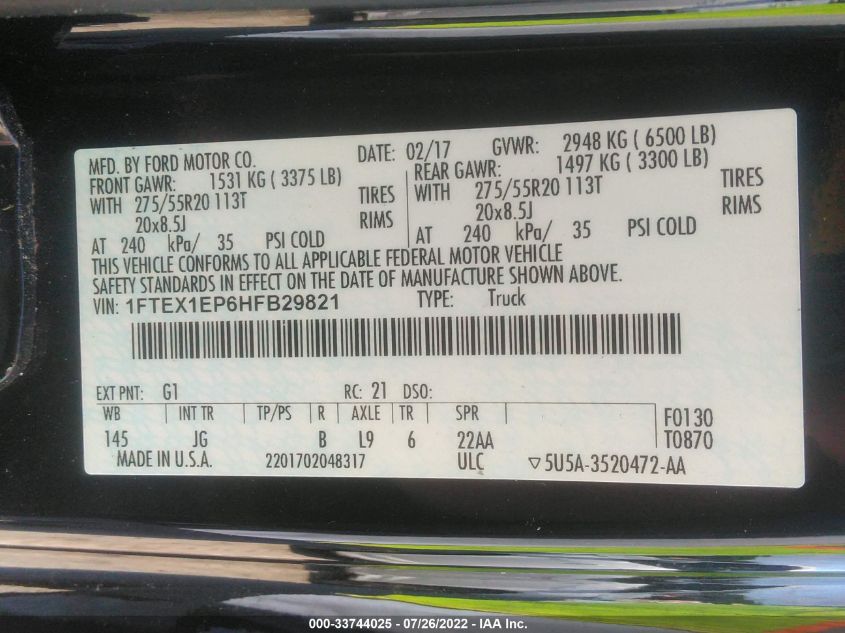 MFD. BY FORD MOTOR CO. DATE: 02/17 GVWR: 2948 KG ( 6500 LB)
FRONT GAWR: 1531 KG ( 3375 LB) REAR GAWR: 1497 KG ( 3300 LB)
WITH 275/55R20 113T TIRES WITH 275/55R20 113T TIRES
20x8.5J RIMS 20x8.5J RIMS
AT 240 kPa/ 35 PSI COLD AT 240 kPa/ 35 PSI COLD
THIS VEHICLE CONFORMS TO ALL APPLICABLE FEDERAL MOTOR VEHICLE
SAFETY STANDARDS IN EFFECT ON THE DATE OF MANUFACTURE SHOWN ABOVE.
VIN: 1FTEX1EP6HFB29821 TYPE: Truck
EXT PNT: G1 RC: 21 DSO:
WB INT TR TP/PS R AXLE TR SPR F0130
145 JG B L9 6 22AA T0870
MADE IN U.S.A. 2201702048317 ULC ▽5U5A-3520472-AA
000-33744025 - 07/26/2022 - IAA Inc.